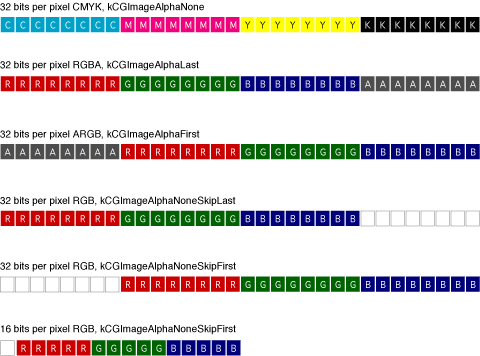 32 bits per pixel CMYK, kCGImageAlphaNone
C C C C C C C C M M M M M M M M Y Y Y Y Y Y Y Y K K K K K K K K
32 bits per pixel RGBA, kCGImageAlphaLast
R R R R R R R R G G G G G G G G B B B B B B B B A A A A A A A A
32 bits per pixel ARGB, kCGImageAlphaFirst
A A A A A A A A R R R R R R R R G G G G G G G G B B B B B B B B
32 bits per pixel RGB, kCGImageAlphaNoneSkipLast
R R R R R R R R G G G G G G G G B B B B B B B B
32 bits per pixel RGB, kCGImageAlphaNoneSkipFirst
R R R R R R R R G G G G G G G G B B B B B B B B
16 bits per pixel RGB, kCGImageAlphaNoneSkipFirst
R R R R R G G G G G B B B B B